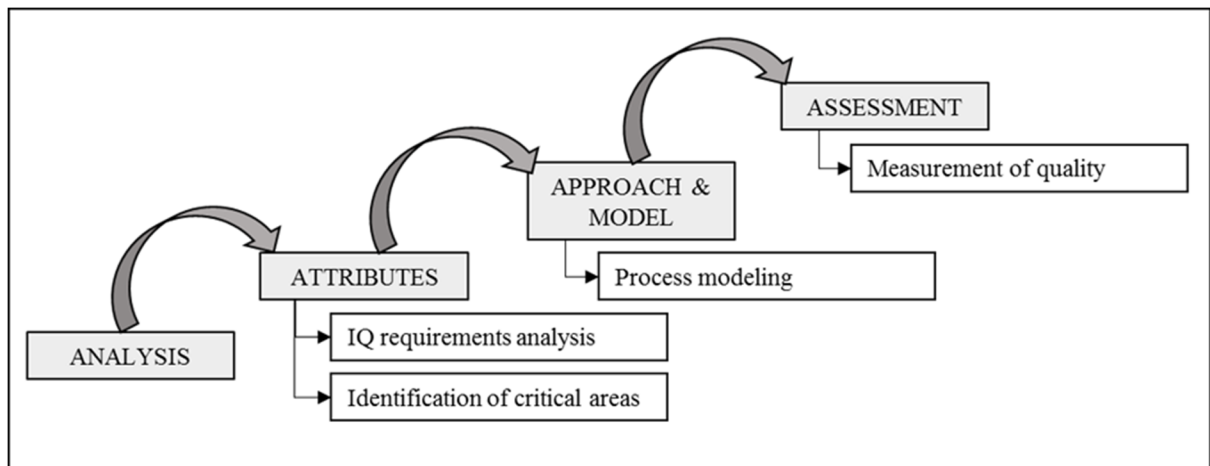 ASSESSMENT
Measurement of quality
APPROACH &
MODEL
Process modeling
ATTRIBUTES
IQ requirements analysis
Identification of critical areas
ANALYSIS